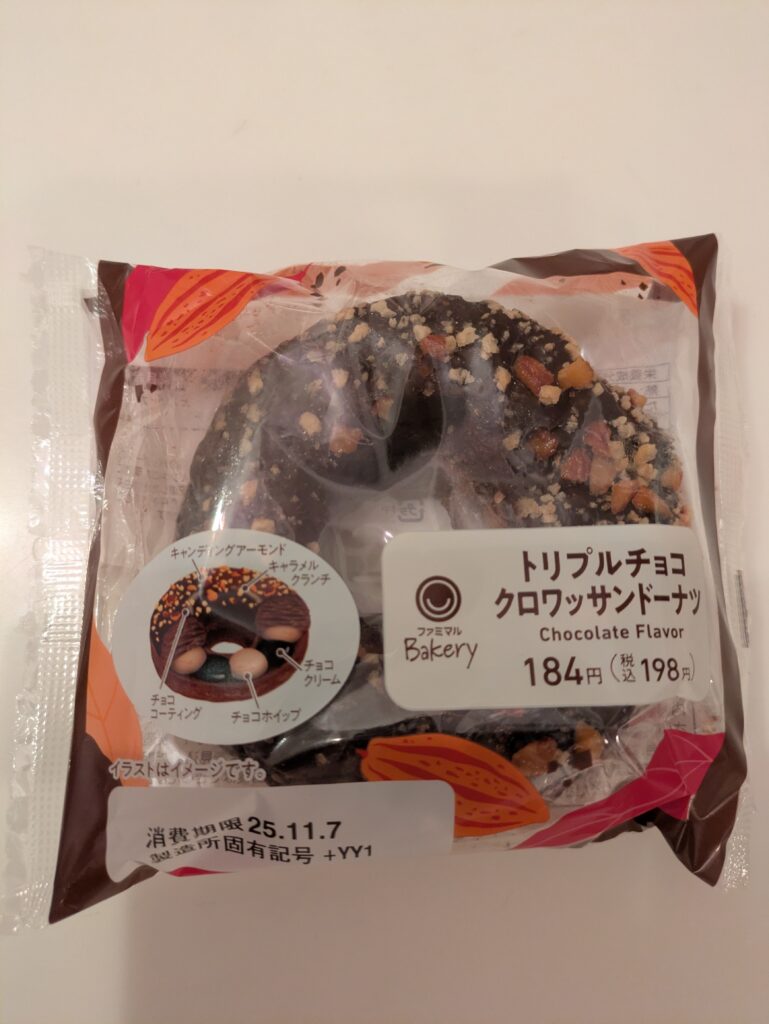 キャンディングアーモンド
キャラメル
クランチ
チョコ
クリーム
チョコ
コーティング
チョコホイップ
イラストはイメージです。
ファミマル
Bakery
トリプルチョコ
クロワッサンドーナツ
Chocolate Flavor
184円(税込198円)
消費期限 25.11.7
製造所固有記号 +YY1